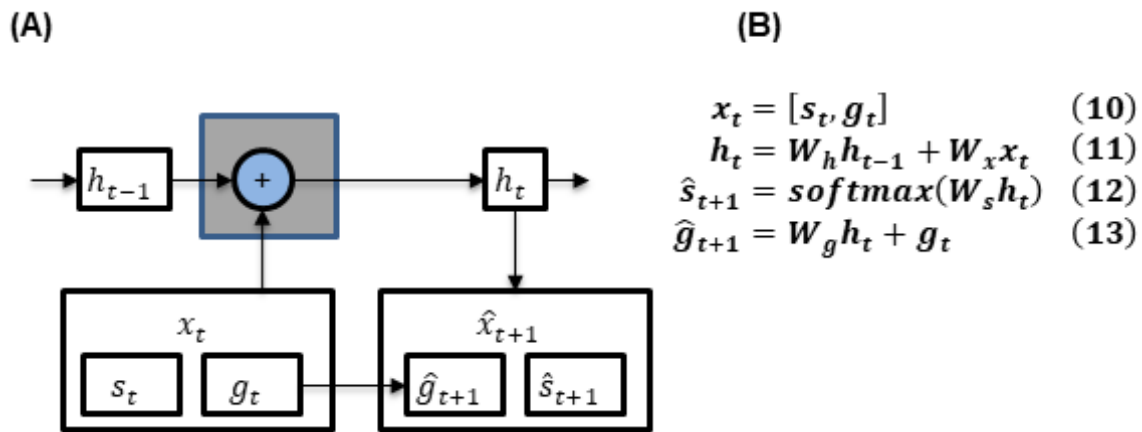 (A)
h_{t-1}
+
h_t
x_t
s_t
g_t
x̂_{t+1}
ĝ_{t+1}
ŝ_{t+1}
(B)
x_t = [s_t, g_t] (10)
h_t = W_h h_{t-1} + W_x x_t (11)
ŝ_{t+1} = softmax(W_s h_t) (12)
ĝ_{t+1} = W_g h_t + g_t (13)